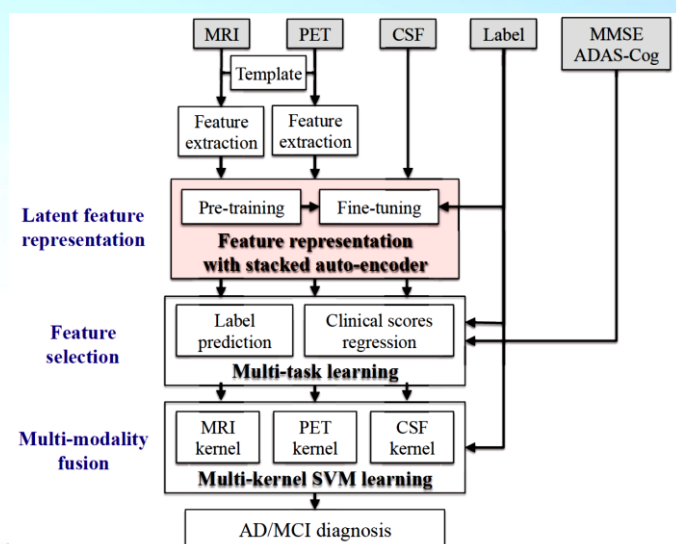 MRI
PET
CSF
Label
MMSE
ADAS-Cog
Template
Feature
extraction
Feature
extraction
Latent feature
representation
Pre-training
Fine-tuning
Feature representation
with stacked auto-encoder
Feature
selection
Label
prediction
Clinical scores
regression
Multi-task learning
Multi-modality
fusion
MRI
kernel
PET
kernel
CSF
kernel
Multi-kernel SVM learning
AD/MCI diagnosis